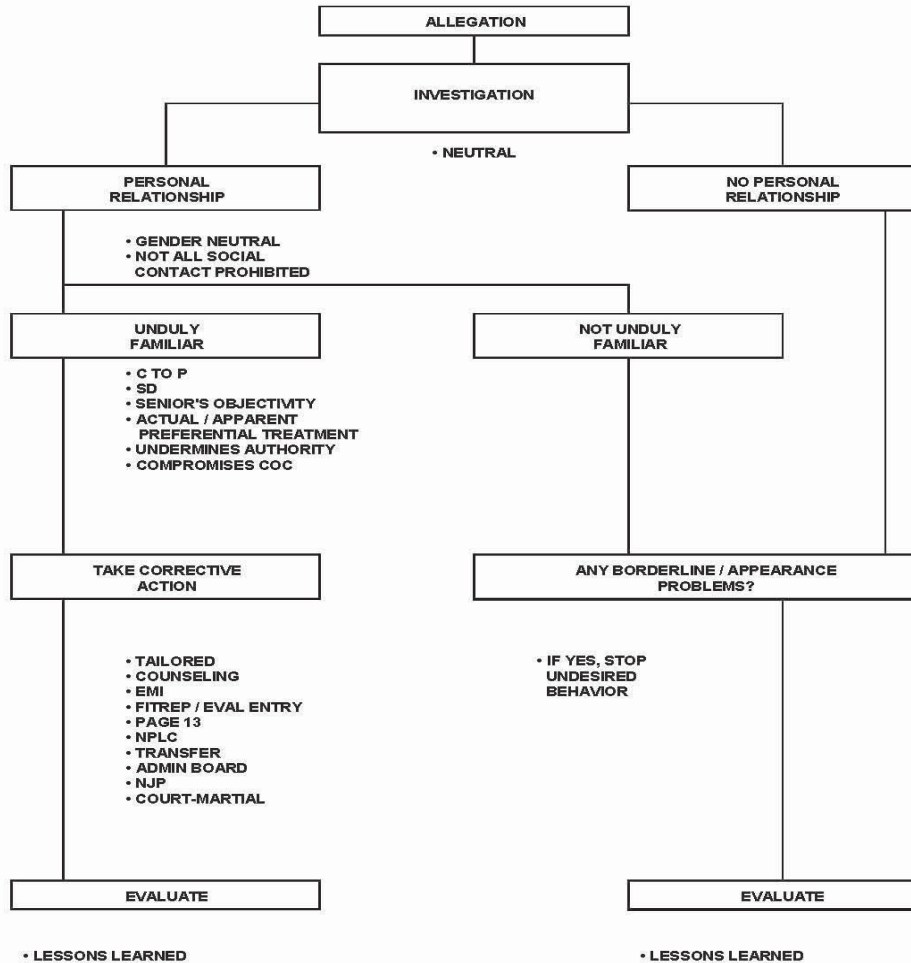 ALLEGATION
INVESTIGATION
• NEUTRAL
PERSONAL
RELATIONSHIP
NO PERSONAL
RELATIONSHIP
• GENDER NEUTRAL
• NOT ALL SOCIAL
CONTACT PROHIBITED
UNDULY
FAMILIAR
NOT UNDULY
FAMILIAR
• C TO P
• SD
• SENIOR'S OBJECTIVITY
• ACTUAL / APPARENT
PREFERENTIAL TREATMENT
• UNDERMINES AUTHORITY
• COMPROMISES COC
TAKE CORRECTIVE
ACTION
ANY BORDERLINE / APPEARANCE
PROBLEMS?
• TAILORED
• COUNSELING
• EMI
• FITREP / EVAL ENTRY
• PAGE 13
• NPLC
• TRANSFER
• ADMIN BOARD
• NJP
• COURT-MARTIAL
• IF YES, STOP
UNDESIRED
BEHAVIOR
EVALUATE
EVALUATE
• LESSONS LEARNED
• LESSONS LEARNED